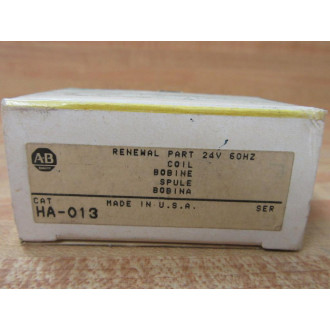 AB
RENEWAL PART 24V 60HZ
COIL
BOBINE
SPULE
BOBINA
CAT MADE IN U.S.A. SER
HA-013